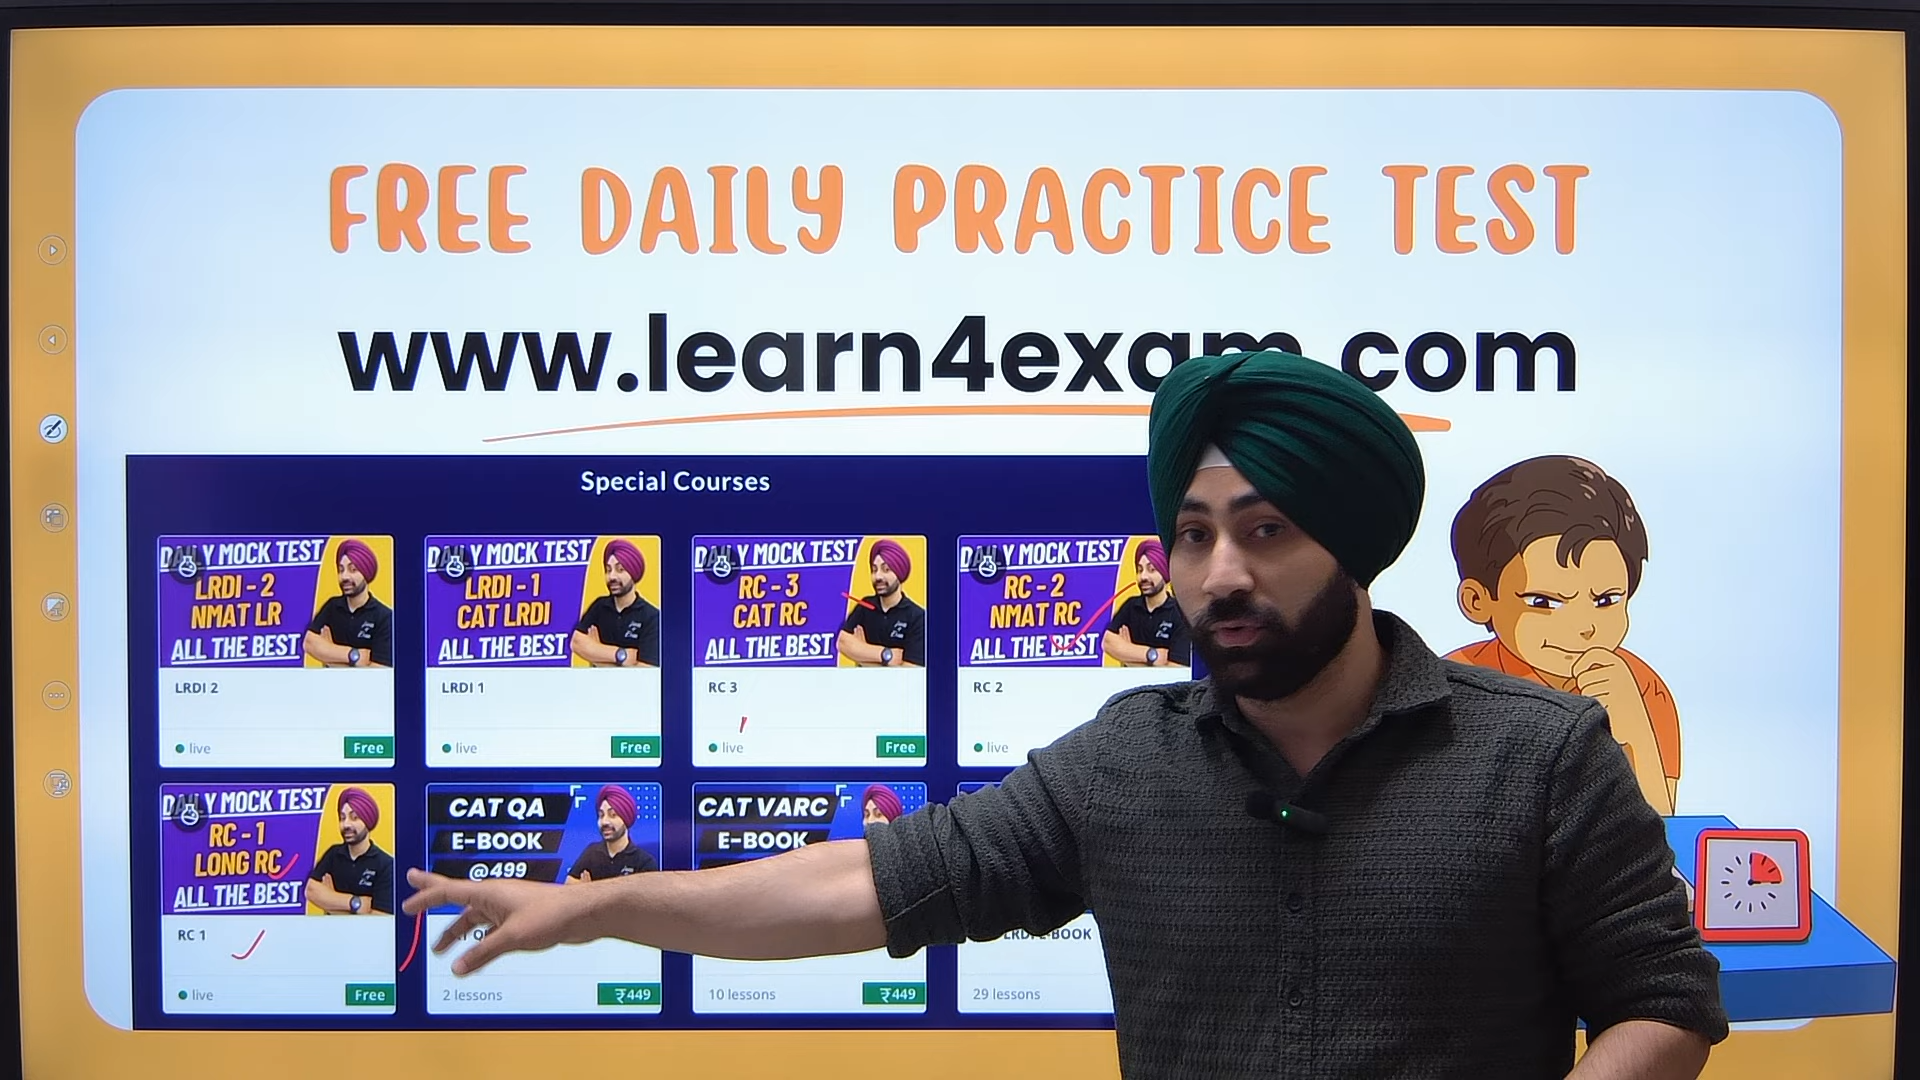 FREE DAILY PRACTICE TEST
www.learn4exam.com
Special Courses
DAILY MOCK TEST
LRDI - 2
NMAT LR
ALL THE BEST
LRDI 2
live
Free
DAILY MOCK TEST
LRDI - 1
CAT LRDI
ALL THE BEST
LRDI 1
live
Free
DAILY MOCK TEST
RC - 3
CAT RC
ALL THE BEST
RC 3
live
Free
DAILY MOCK TEST
RC - 2
NMAT RC
ALL THE BEST
RC 2
live
DAILY MOCK TEST
RC - 1
LONG RC
ALL THE BEST
RC 1
live
Free
CAT QA
E-BOOK
@499
2 lessons
₹449
CAT VARC
E-BOOK
10 lessons
₹449
LRDI E-BOOK
29 lessons